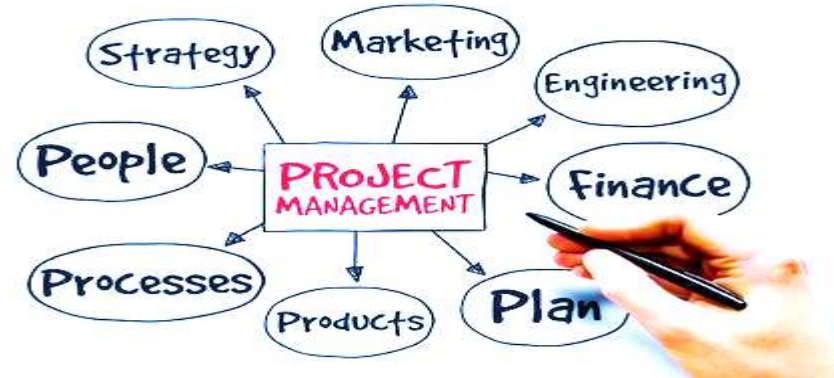 Strategy
Marketing
Engineering
People
PROJECT
MANAGEMENT
Finance
Processes
Products
Plan